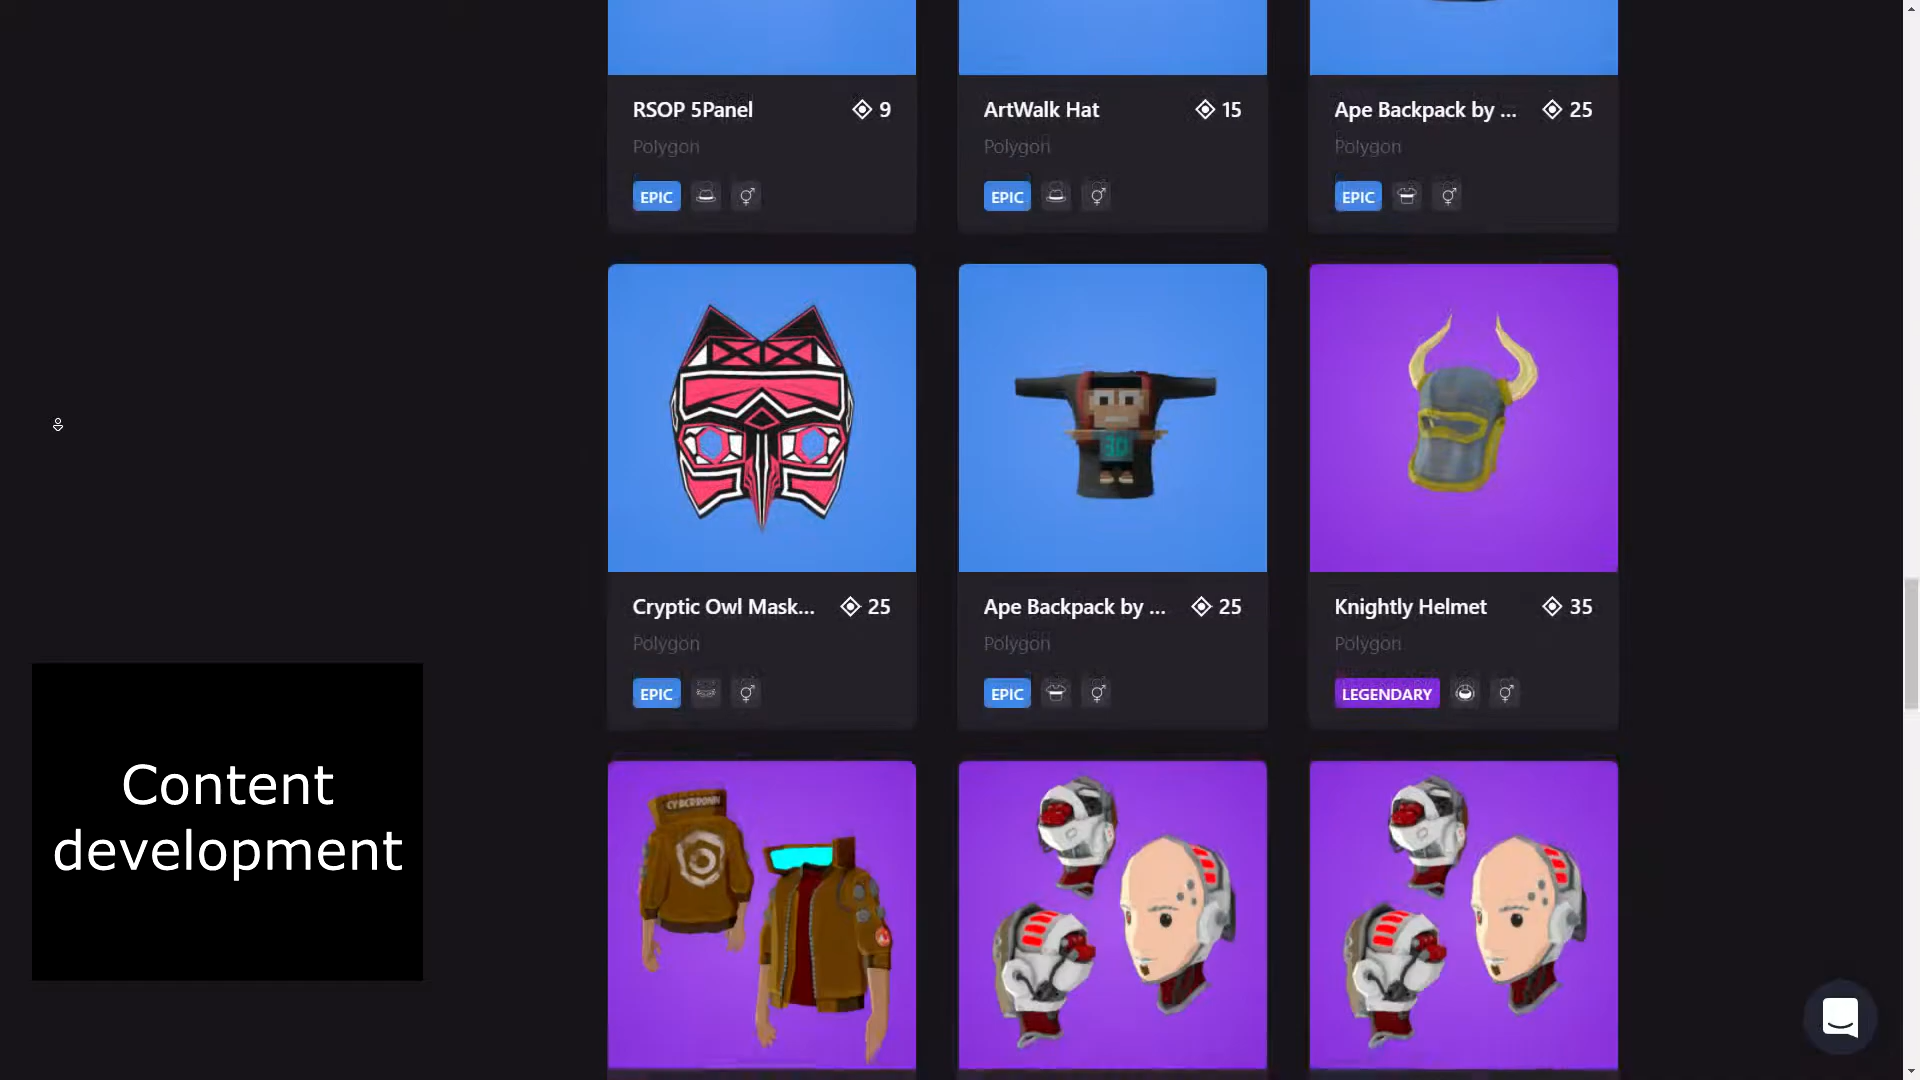 RSOP 5Panel 9
Polygon
EPIC
ArtWalk Hat 15
Polygon
EPIC
Ape Backpack by ... 25
Polygon
EPIC
3D
Cryptic Owl Mask... 25
Polygon
EPIC
Ape Backpack by ... 25
Polygon
EPIC
Knightly Helmet 35
Polygon
LEGENDARY
Content
development